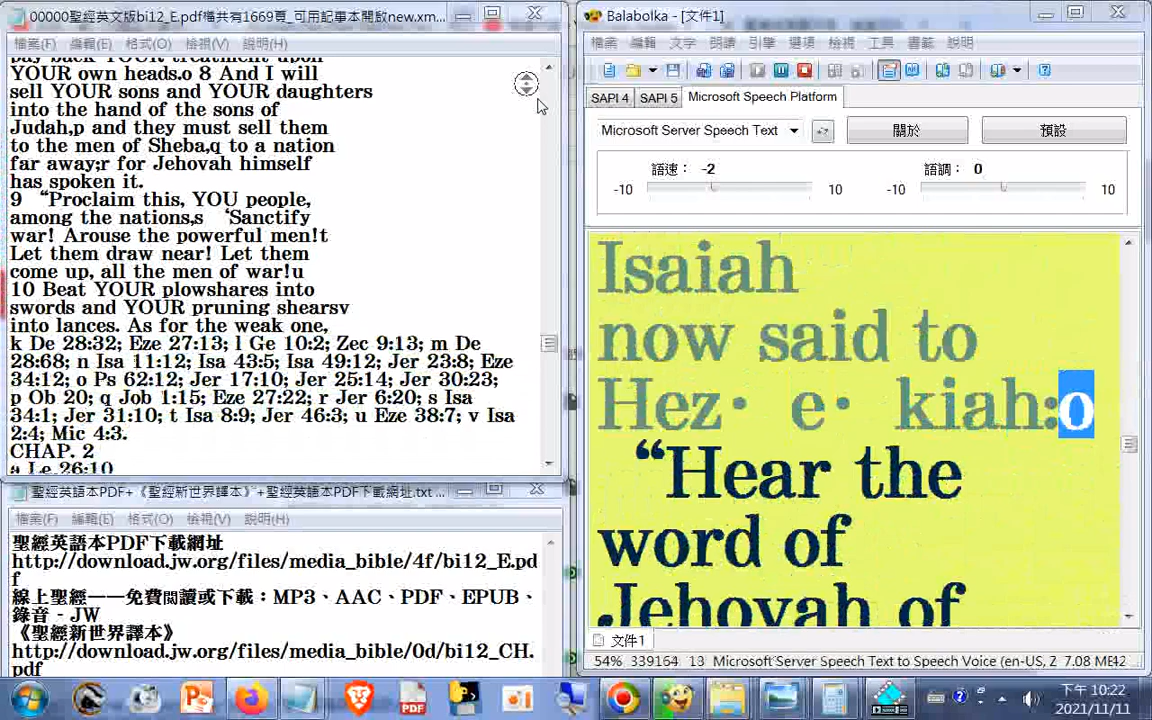 00000聖經英文版bi12_E.pdf檔共有1669頁_可用記事本開啟new.xm...
檔案(F) 編輯(E) 格式(O) 檢視(V) 說明(H)
pay back YOUR treatment upon
YOUR own heads.o 8 And I will
sell YOUR sons and YOUR daughters
into the hand of the sons of
Judah,p and they must sell them
to the men of Sheba,q to a nation
far away;r for Jehovah himself
has spoken it.
9 “Proclaim this, YOU people,
among the nations,s ‘Sanctify
war! Arouse the powerful men!t
Let them draw near! Let them
come up, all the men of war!u
10 Beat YOUR plowshares into
swords and YOUR pruning shearsv
into lances. As for the weak one,
k De 28:32; Eze 27:13; l Ge 10:2; Zec 9:13; m De
28:68; n Isa 11:12; Isa 43:5; Isa 49:12; Jer 23:8; Eze
34:12; o Ps 62:12; Jer 17:10; Jer 25:14; Jer 30:23;
p Ob 20; q Job 1:15; Eze 27:22; r Jer 6:20; s Isa
34:1; Jer 31:10; t Isa 8:9; Jer 46:3; u Eze 38:7; v Isa
2:4; Mic 4:3.
CHAP. 2
a Le 26:10
聖經英語本PDF+《聖經新世界譯本》+聖經英語本PDF下載網址.txt ...
檔案(F) 編輯(E) 格式(O) 檢視(V) 說明(H)
聖經英語本PDF下載網址
http://download.jw.org/files/media_bible/4f/bi12_E.pd
f
線上聖經——免費閱讀或下載：MP3、AAC、PDF、EPUB、
錄音 - JW
《聖經新世界譯本》
http://download.jw.org/files/media_bible/0d/bi12_CH.
pdf
Balabolka - [文件1]
檔案 編輯 文字 朗讀 引擎 選項 檢視 工具 書籤 說明
SAPI 4 SAPI 5 Microsoft Speech Platform
Microsoft Server Speech Text 關於 預設
語速： -2 語調： 0
-10 10 -10 10
Isaiah
now said to
Hez· e· kiah:o
“Hear the
word of
Jehovah of
文件1
54% 339164 13 Microsoft Server Speech Text to Speech Voice (en-US, Z 7.08 ME42
下午 10:22
2021/11/11